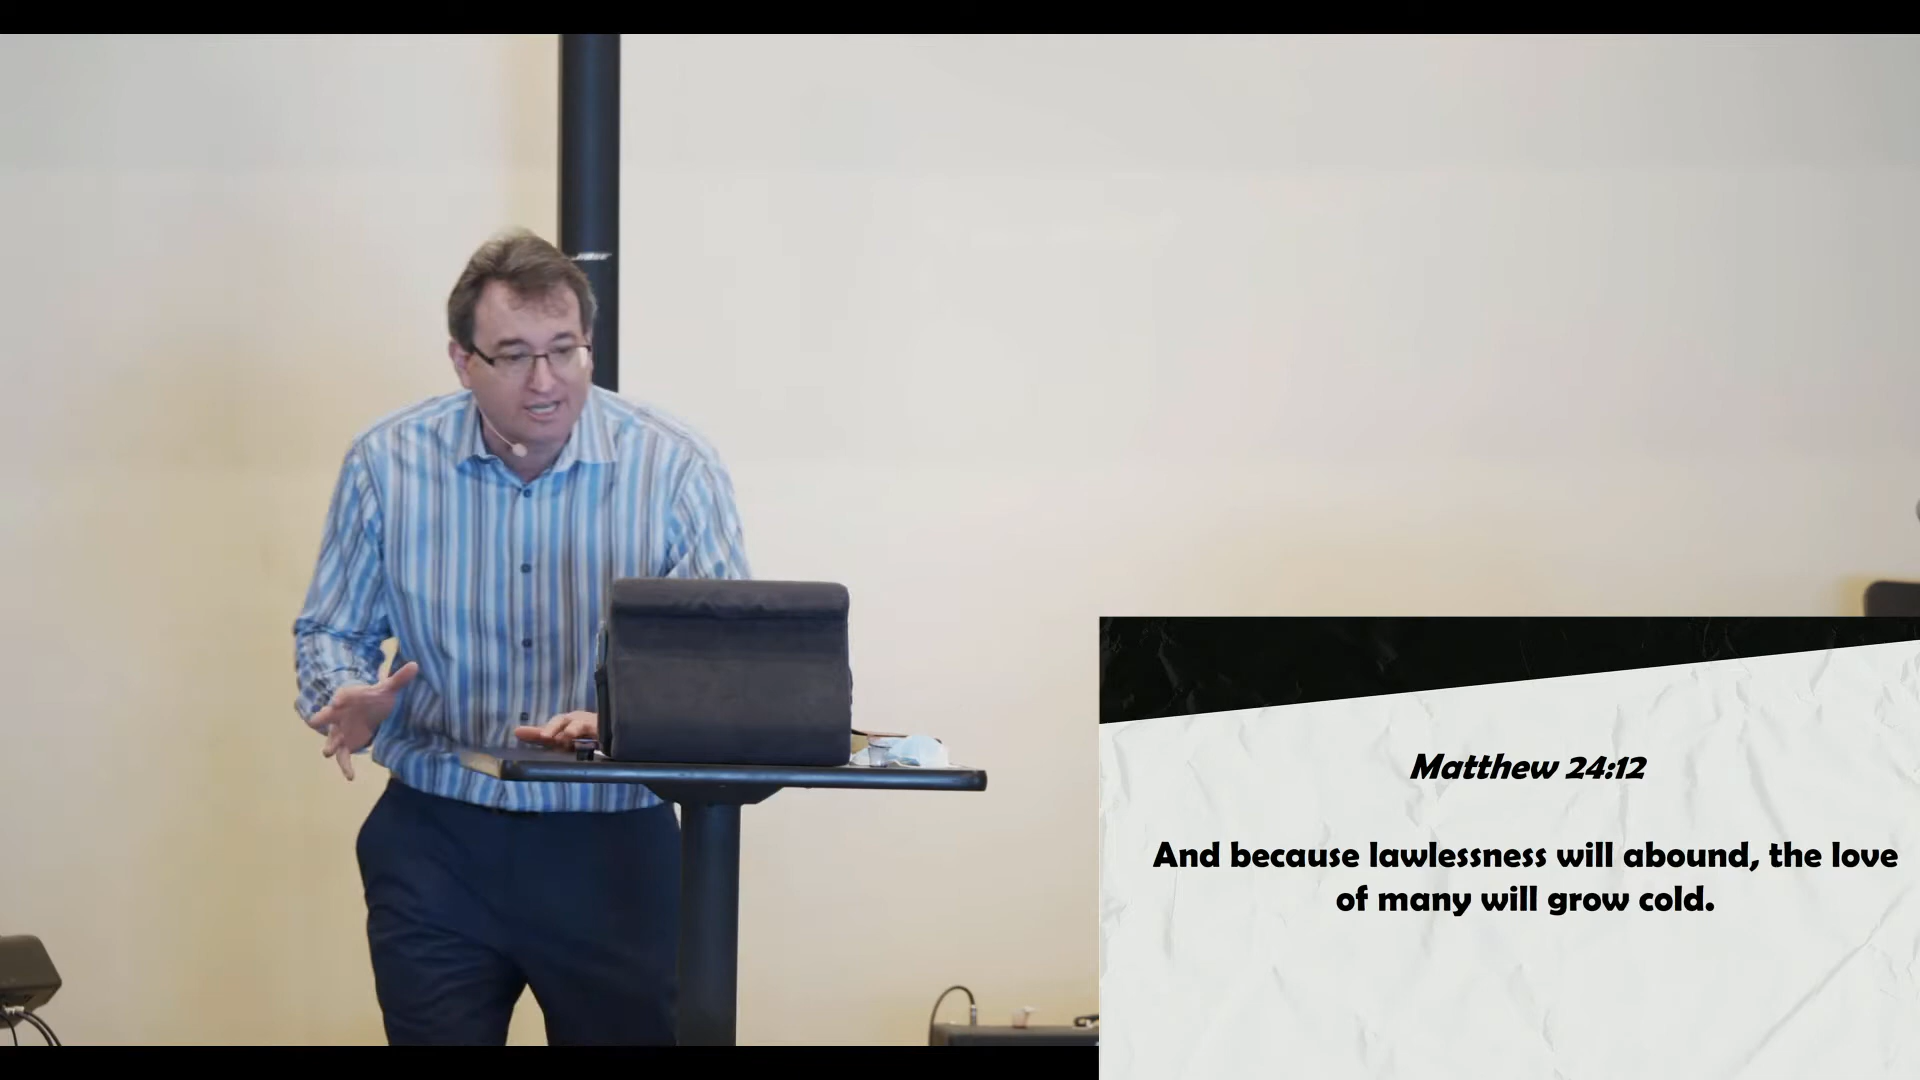 Matthew 24:12
And because lawlessness will abound, the love
of many will grow cold.